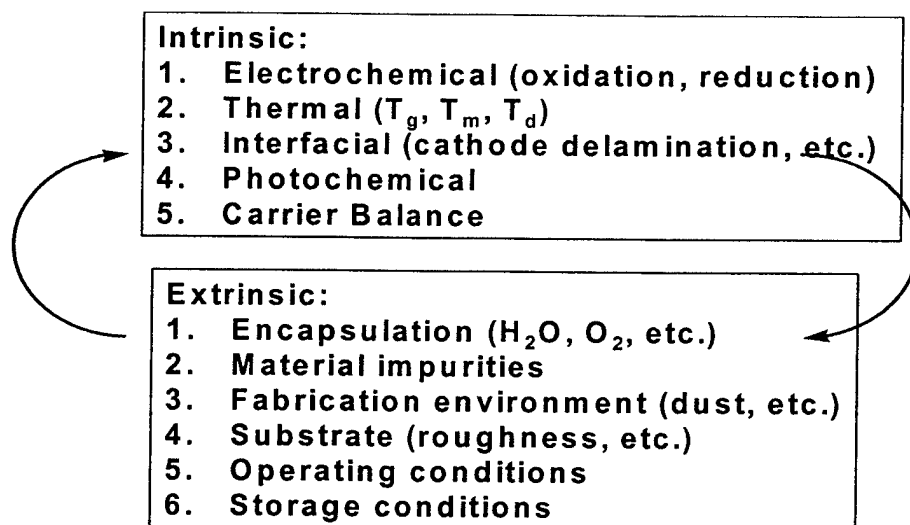 Intrinsic:
1. Electrochemical (oxidation, reduction)
2. Thermal (Tg, Tm, Td)
3. Interfacial (cathode delamination, etc.)
4. Photochemical
5. Carrier Balance
Extrinsic:
1. Encapsulation (H₂O, O₂, etc.)
2. Material impurities
3. Fabrication environment (dust, etc.)
4. Substrate (roughness, etc.)
5. Operating conditions
6. Storage conditions